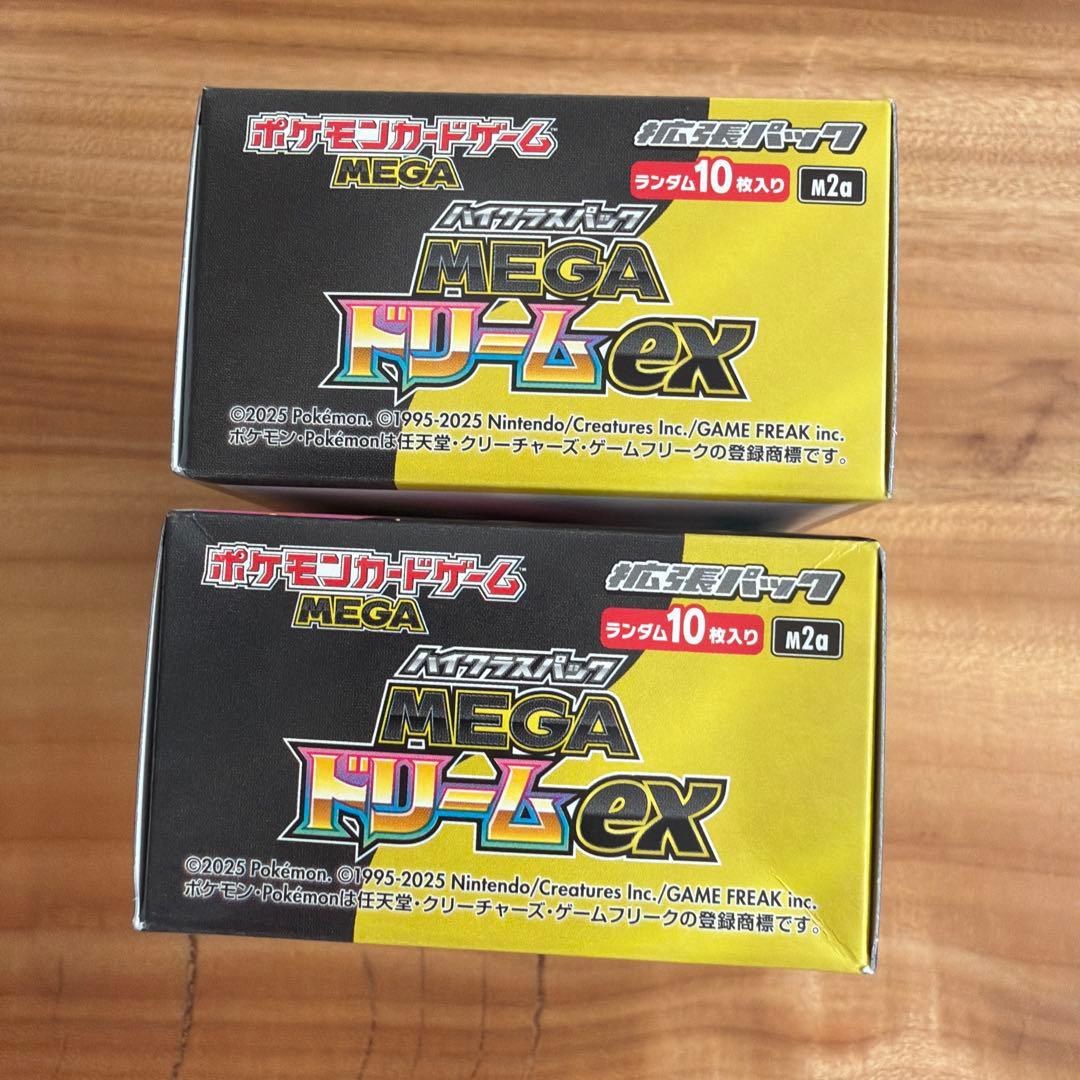 ポケモンカードゲーム™
MEGA
拡張パック
ランダム10枚入り
M2a
ハイクラスパック
MEGA
ドリームex
©2025 Pokémon. ©1995-2025 Nintendo/Creatures Inc./GAME FREAK inc.
ポケモン・Pokémonは任天堂・クリーチャーズ・ゲームフリークの登録商標です。
ポケモンカードゲーム™
MEGA
拡張パック
ランダム10枚入り
M2a
ハイクラスパック
MEGA
ドリームex
©2025 Pokémon. ©1995-2025 Nintendo/Creatures Inc./GAME FREAK inc.
ポケモン・Pokémonは任天堂・クリーチャーズ・ゲームフリークの登録商標です。